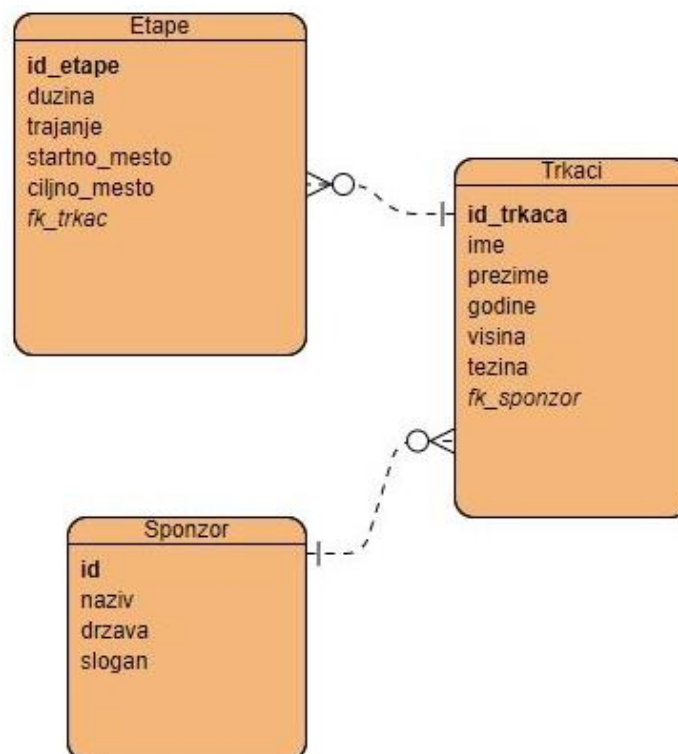 Etape
id_etape
duzina
trajanje
startno_mesto
ciljno_mesto
fk_trkac
Trkaci
id_trkaca
ime
prezime
godine
visina
tezina
fk_sponzor
Sponzor
id
naziv
drzava
slogan